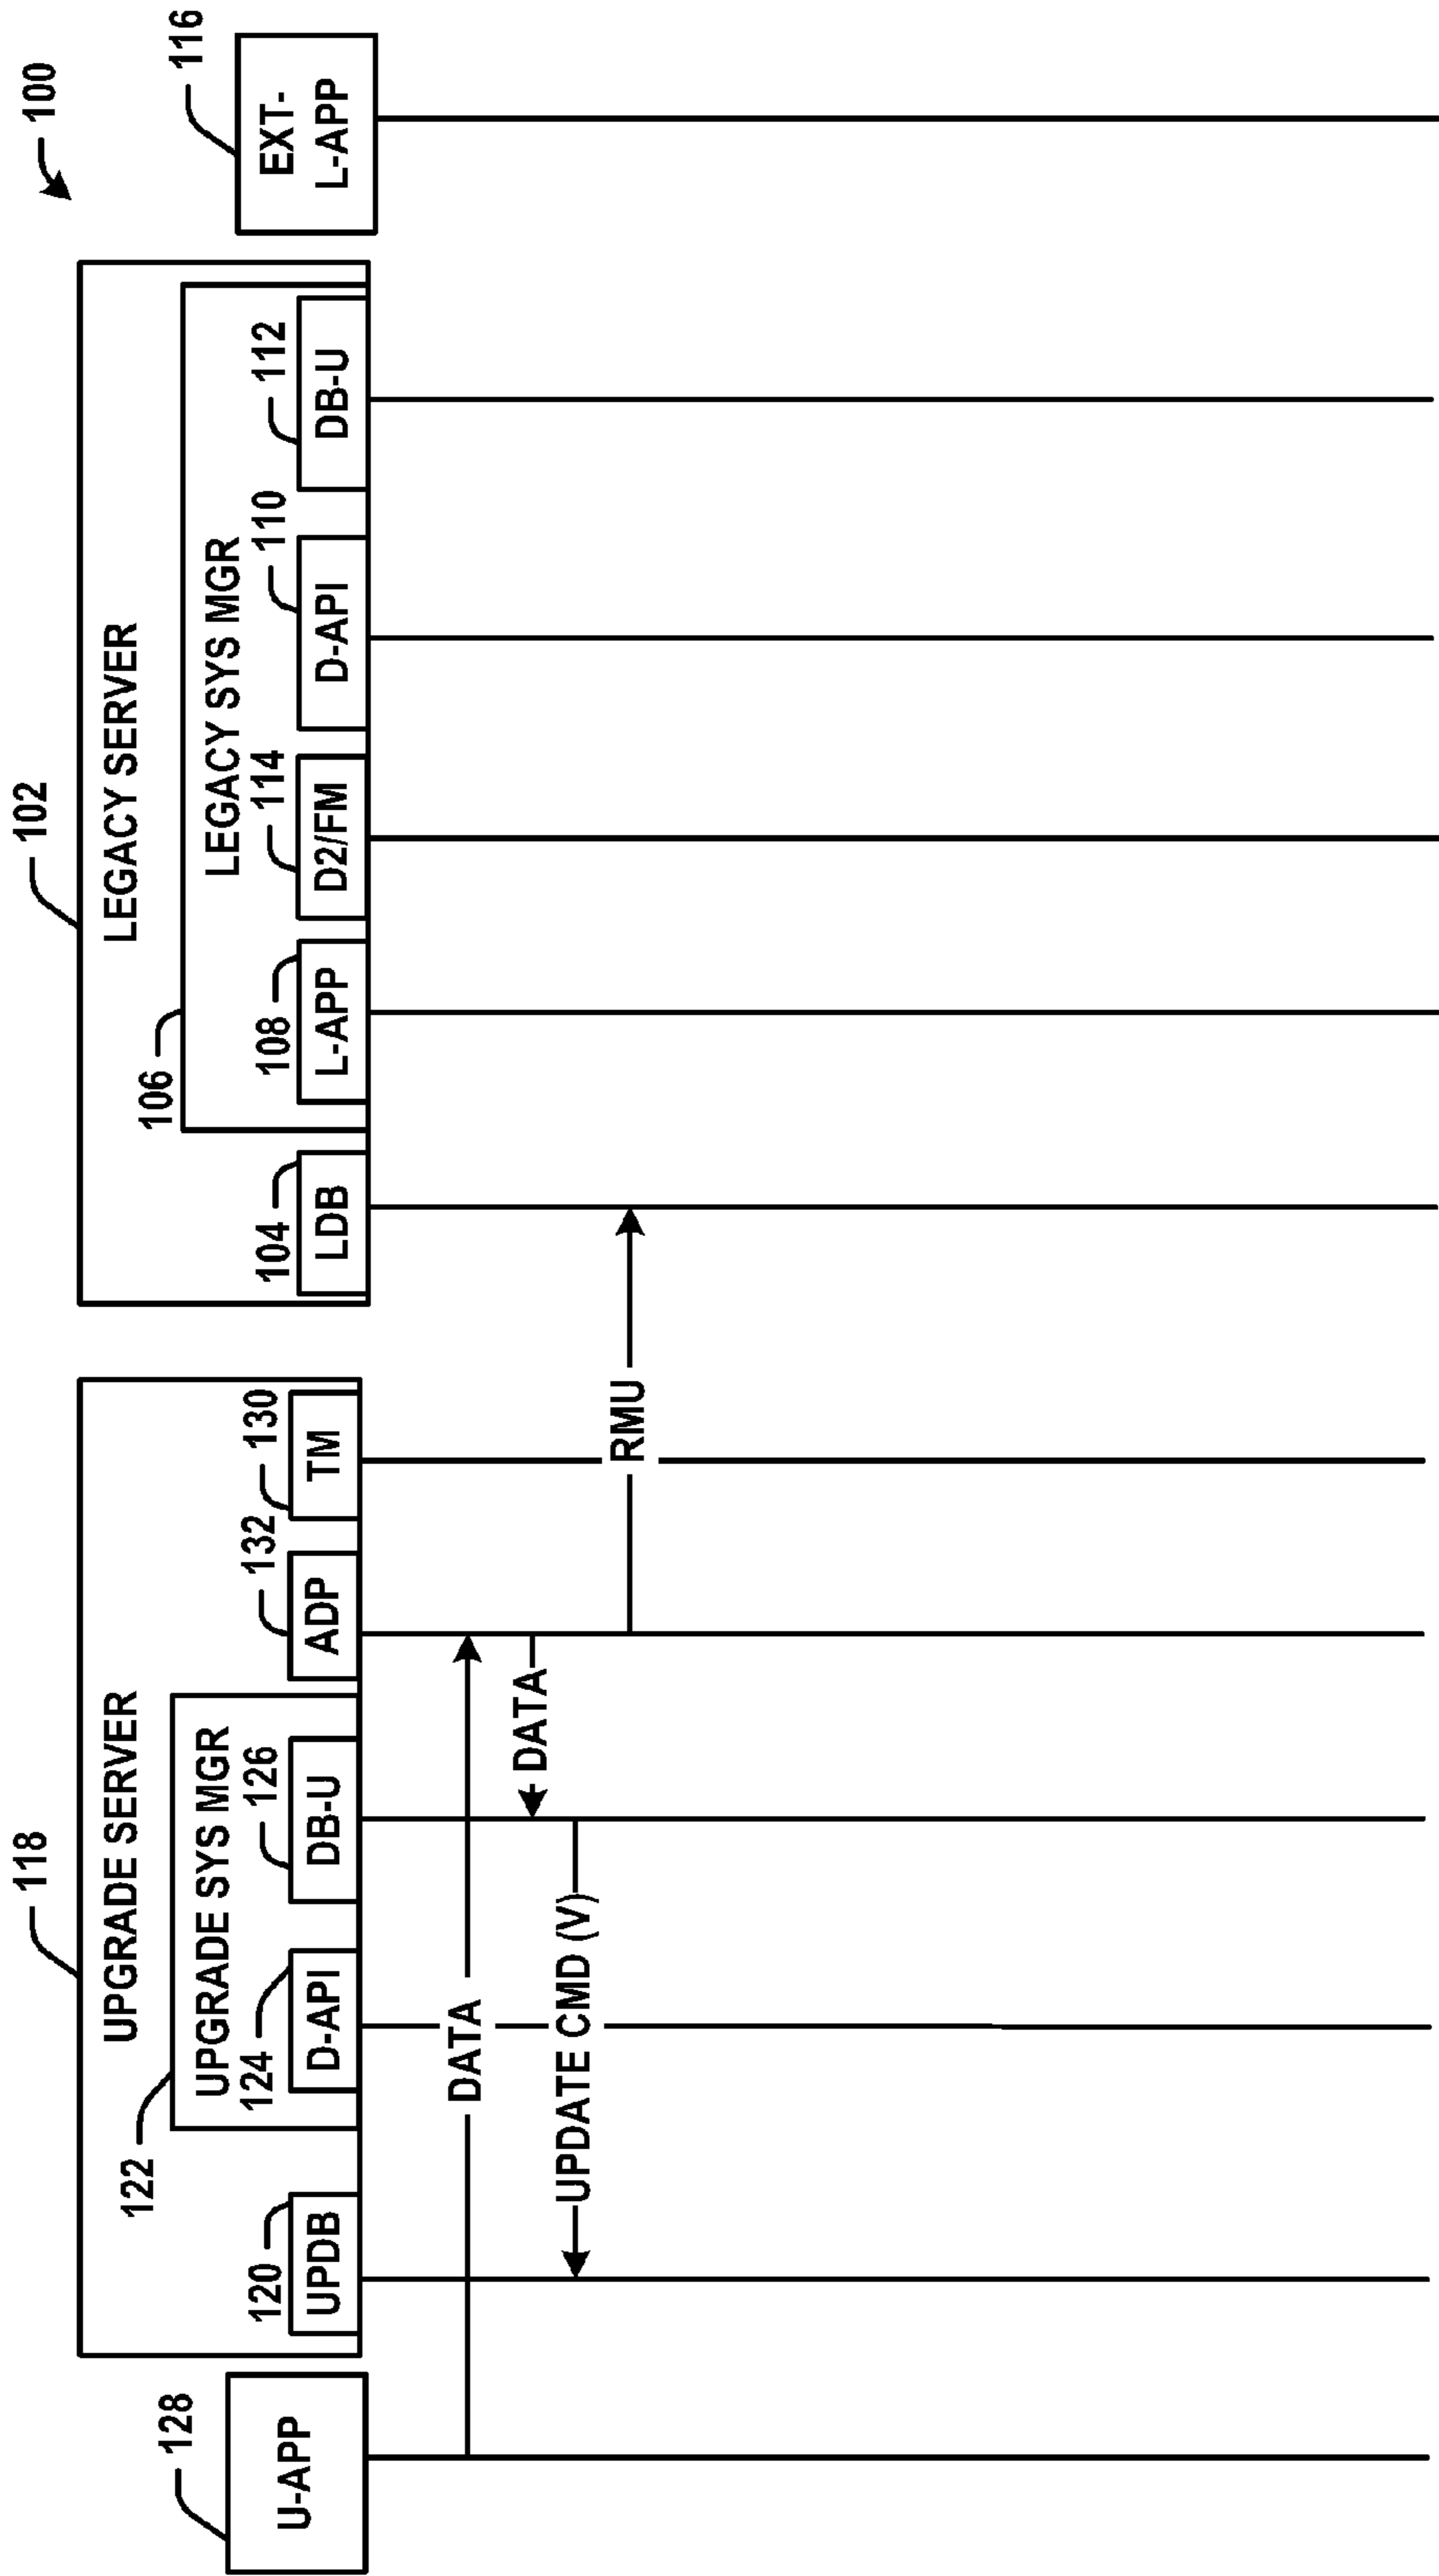 100
118
102
UPGRADE SERVER
LEGACY SERVER
122
106
116
128
UPGRADE SYS MGR
LEGACY SYS MGR
120
124
126
132
130
104
108
114
110
112
U-APP
UPDB
D-API
DB-U
ADP
TM
LDB
L-APP
D2/FM
D-API
DB-U
EXT-
L-APP
DATA
DATA
UPDATE CMD (V)
RMU